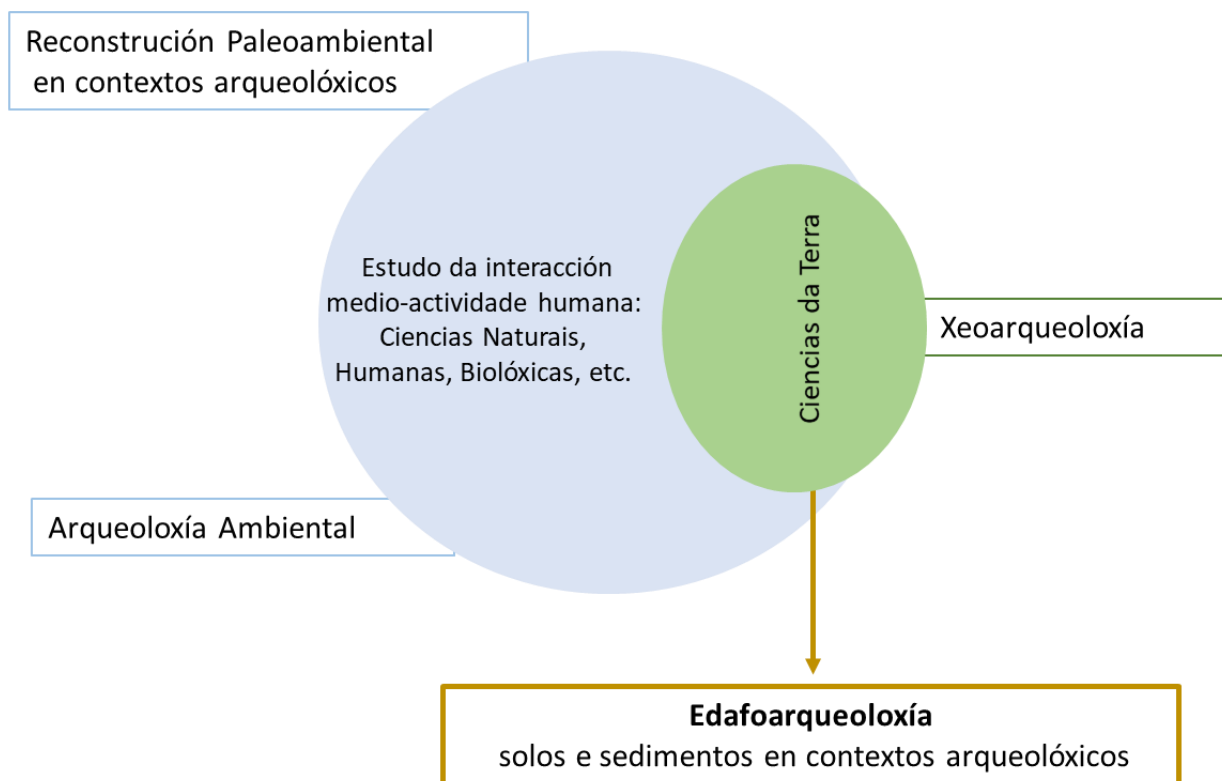 Reconstrución Paleoambiental
en contextos arqueolóxicos
Estudo da interacción
medio-actividade humana:
Ciencias Naturais,
Humanas, Biolóxicas, etc.
Ciencias da Terra
Xeoarqueoloxía
Arqueoloxía Ambiental
Edafoarqueoloxía
solos e sedimentos en contextos arqueolóxicos